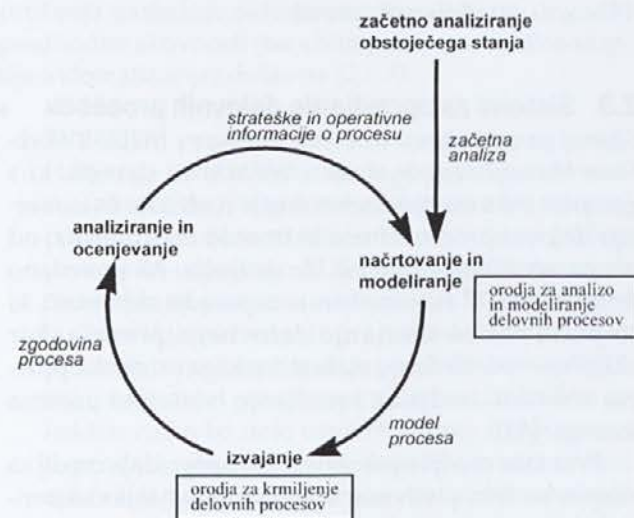 začetno analiziranje
obstoječega stanja
strateške in operativne
informacije o procesu
začetna
analiza
analiziranje in
ocenjevanje
načrtovanje in
modeliranje
orodja za analizo
in modeliranje
delovnih procesov
zgodovina
procesa
model
procesa
izvajanje
orodja za krmiljenje
delovnih procesov